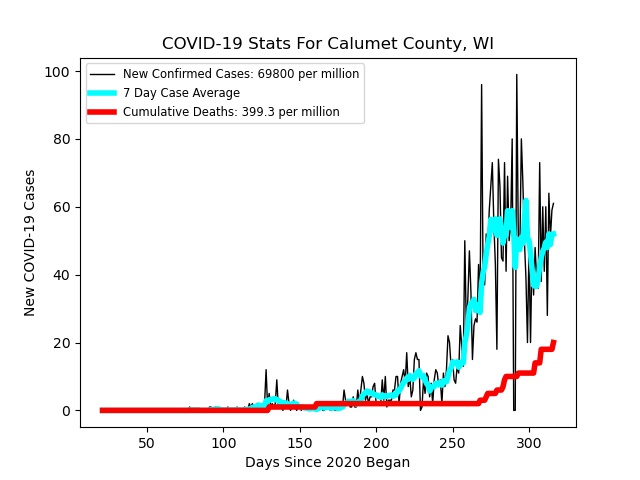 COVID-19 Stats For Calumet County, WI
New Confirmed Cases: 69800 per million
7 Day Case Average
Cumulative Deaths: 399.3 per million
New COVID-19 Cases
100
80
60
40
20
0
50
100
150
200
250
300
Days Since 2020 Began